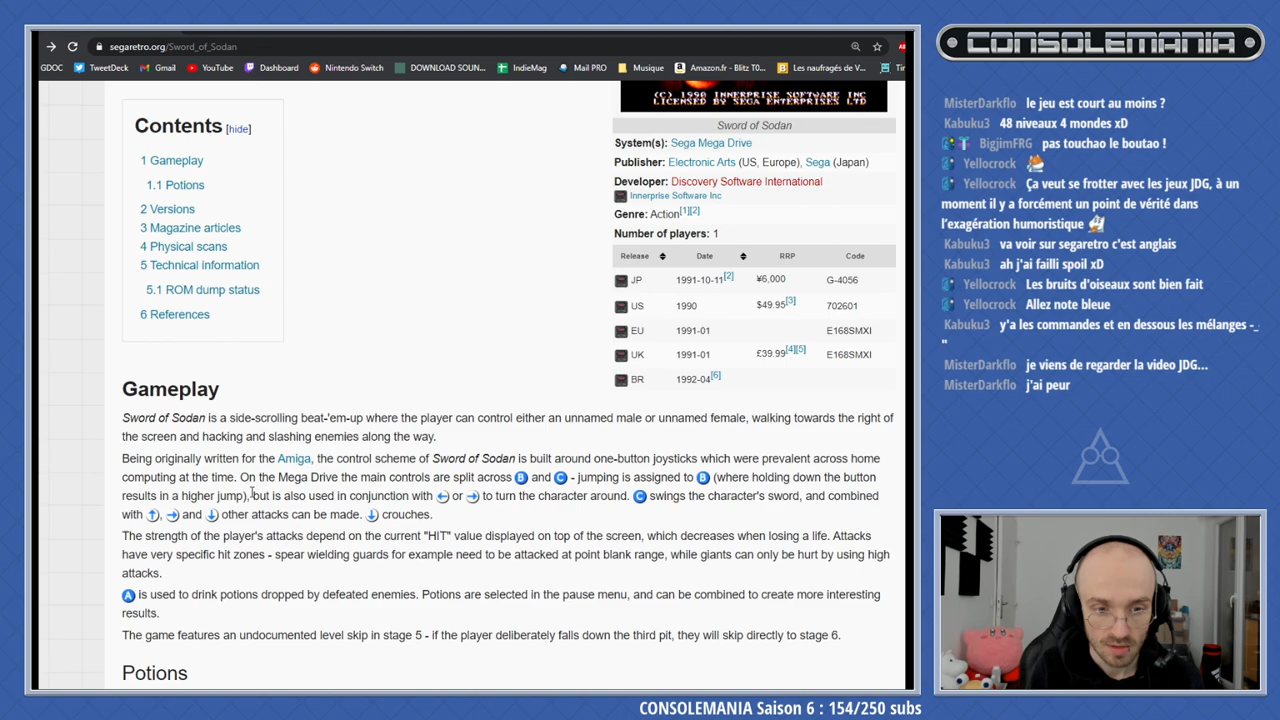 segaretro.org/Sword_of_Sodan
GDOC TweetDeck Gmail YouTube Dashboard Nintendo Switch DOWNLOAD SOUN... IndieMag Mail PRO Musique Amazon.fr - Blitz T0... Les naufragés de V...
Contents [hide]
1 Gameplay
1.1 Potions
2 Versions
3 Magazine articles
4 Physical scans
5 Technical information
5.1 ROM dump status
6 References
(C) 1990 INNERPRISE SOFTWARE INC
LICENSED BY SEGA ENTERPRISES LTD
Sword of Sodan
System(s): Sega Mega Drive
Publisher: Electronic Arts (US, Europe), Sega (Japan)
Developer: Discovery Software International
Innerprise Software Inc
Genre: Action[1][2]
Number of players: 1
Release Date RRP Code
JP 1991-10-11[2] ¥6,000 G-4056
US 1990 $49.95[3] 702601
EU 1991-01 E168SMXI
UK 1991-01 £39.99[4][5] E168SMXI
BR 1992-04[6]
Gameplay
Sword of Sodan is a side-scrolling beat-'em-up where the player can control either an unnamed male or unnamed female, walking towards the right of
the screen and hacking and slashing enemies along the way.
Being originally written for the Amiga, the control scheme of Sword of Sodan is built around one-button joysticks which were prevalent across home
computing at the time. On the Mega Drive the main controls are split across B and C - jumping is assigned to B (where holding down the button
results in a higher jump), but is also used in conjunction with ← or → to turn the character around. C swings the character's sword, and combined
with ↑, → and ↓ other attacks can be made. ↓ crouches.
The strength of the player's attacks depend on the current "HIT" value displayed on top of the screen, which decreases when losing a life. Attacks
have very specific hit zones - spear wielding guards for example need to be attacked at point blank range, while giants can only be hurt by using high
attacks.
A is used to drink potions dropped by defeated enemies. Potions are selected in the pause menu, and can be combined to create more interesting
results.
The game features an undocumented level skip in stage 5 - if the player deliberately falls down the third pit, they will skip directly to stage 6.
Potions
CONSOLEMANIA
MisterDarkflo le jeu est court au moins ?
Kabuku3 48 niveaux 4 mondes xD
BigjimFRG pas touchao le boutao !
Yellocrock
Yellocrock Ça veut se frotter avec les jeux JDG, à un
moment il y a forcément un point de vérité dans
l'exagération humoristique
Kabuku3 va voir sur segaretro c'est anglais
Kabuku3 ah j'ai failli spoil xD
Yellocrock Les bruits d'oiseaux sont bien fait
Yellocrock Allez note bleue
Kabuku3 y'a les commandes et en dessous les mélanges -_-
"
MisterDarkflo je viens de regarder la video JDG...
MisterDarkflo j'ai peur
CONSOLEMANIA Saison 6 : 154/250 subs